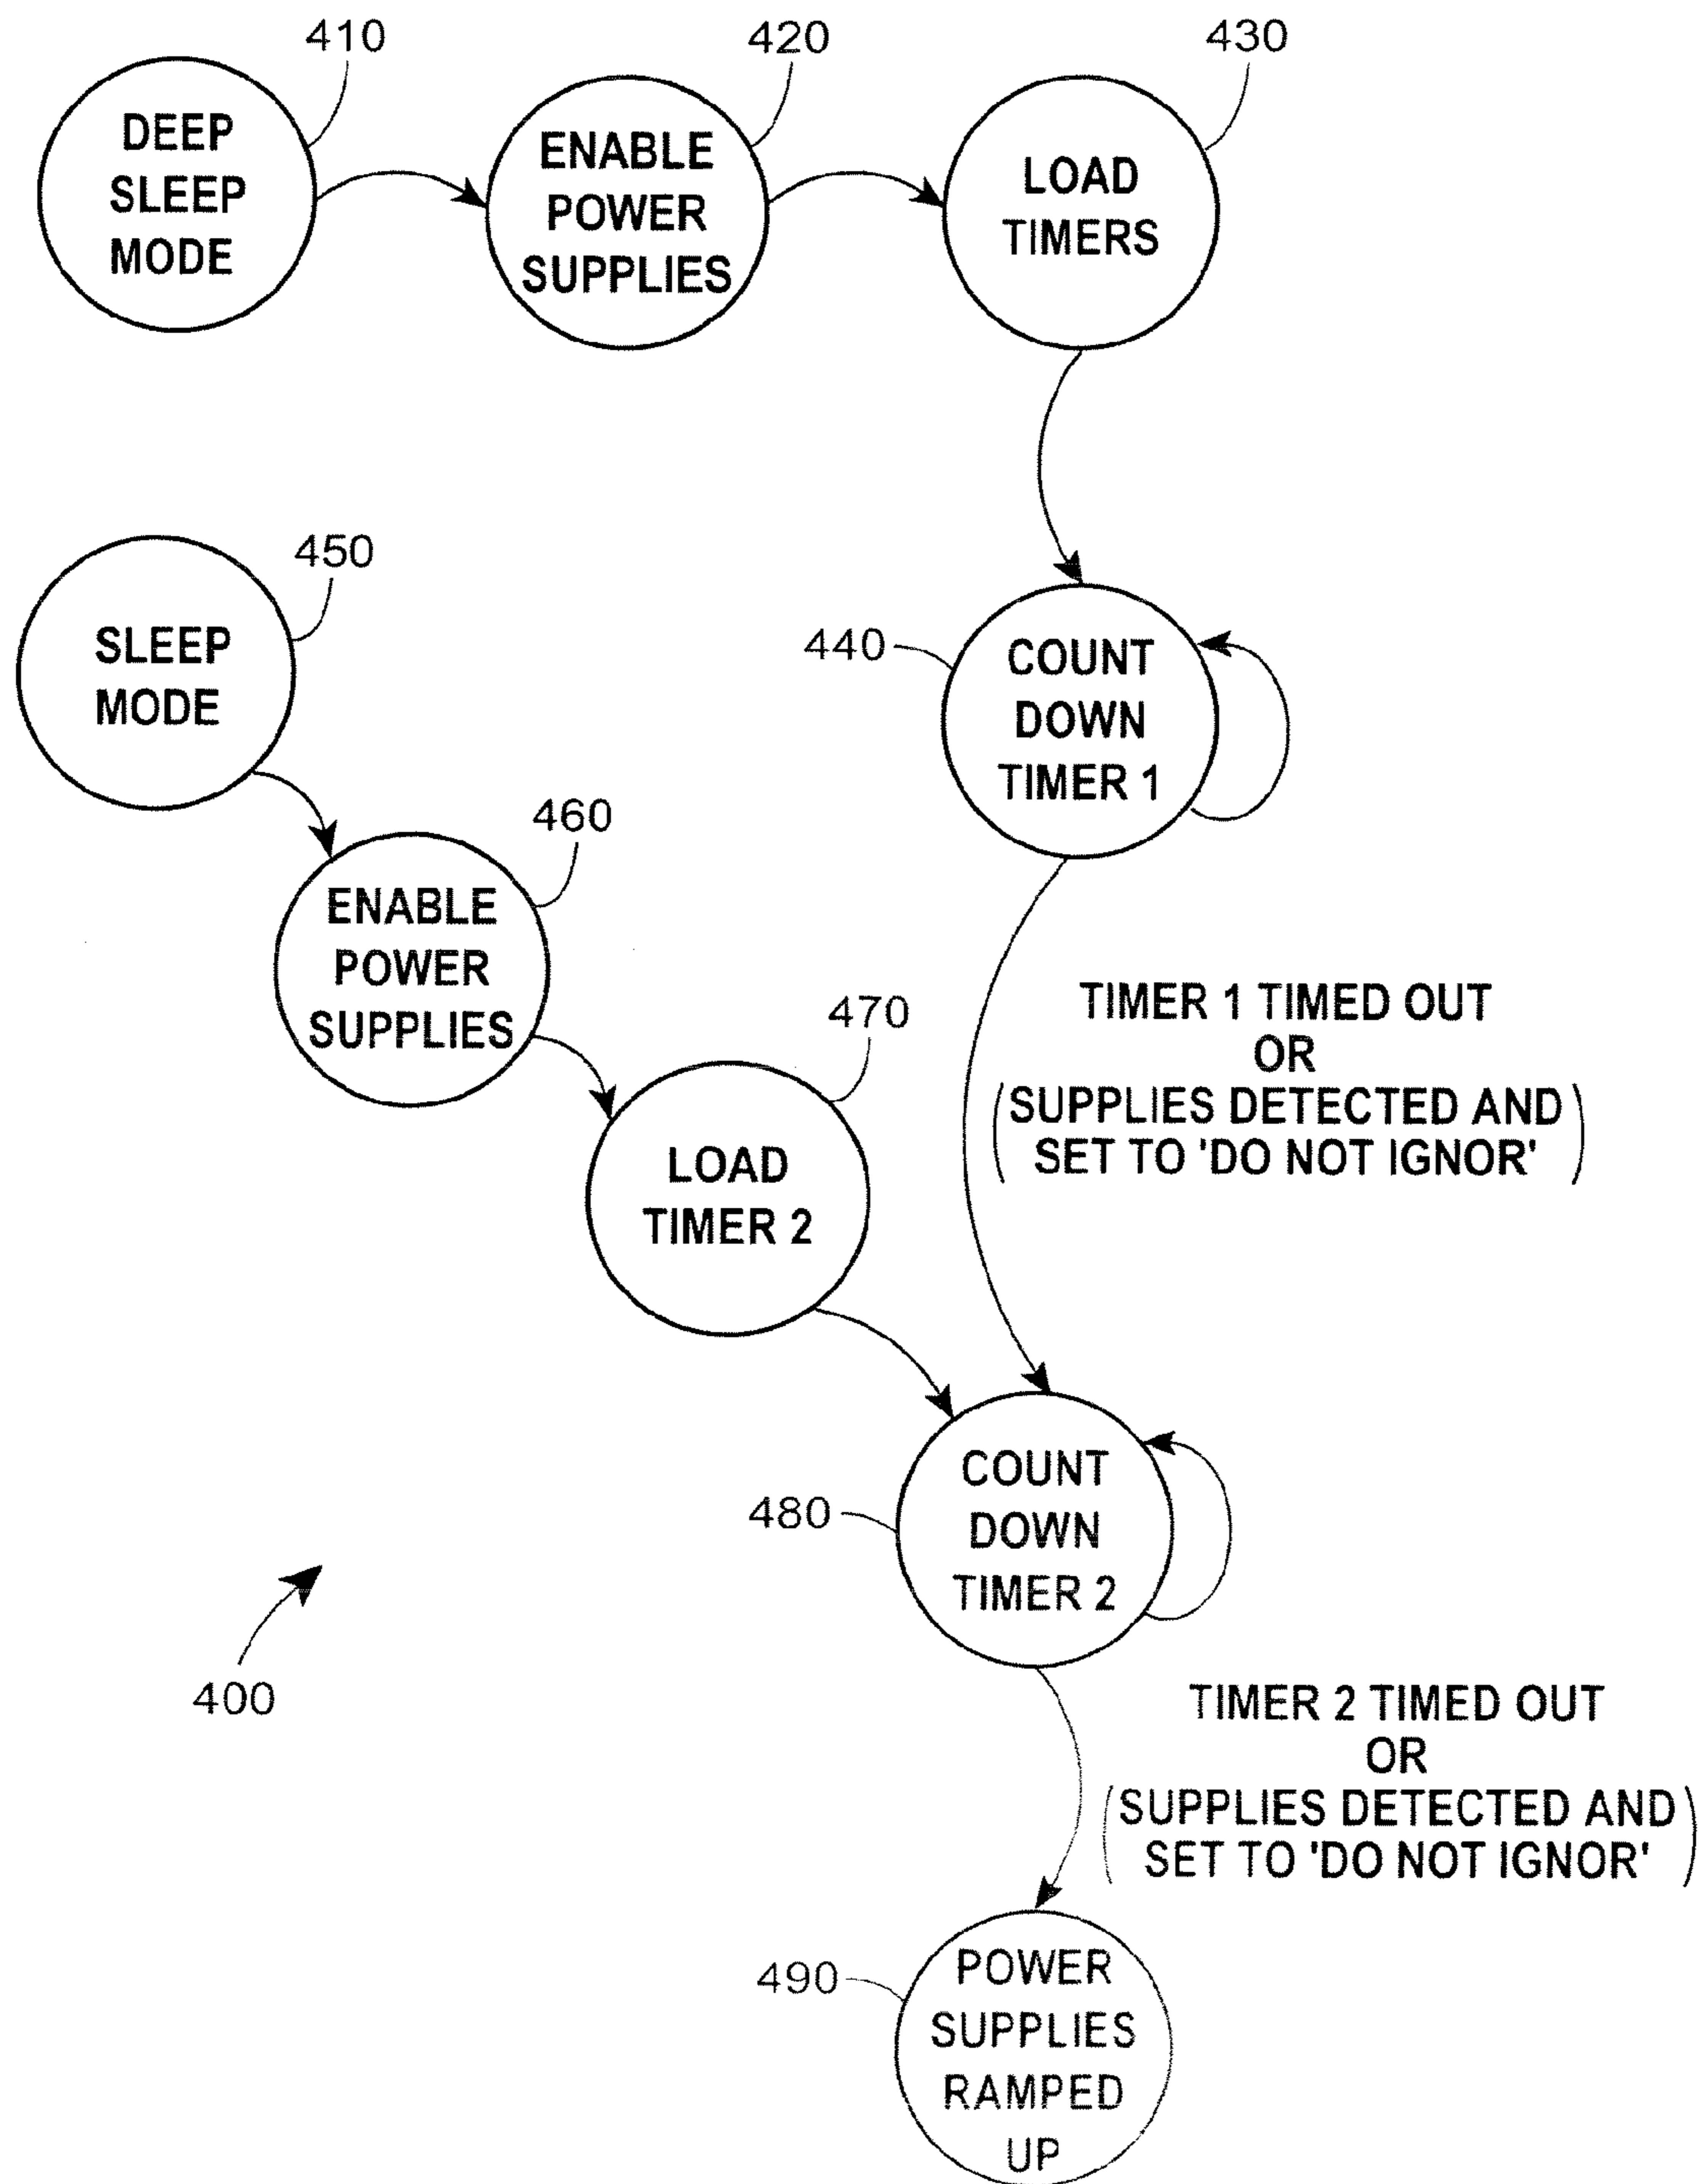 410
420
430
DEEP
SLEEP
MODE
ENABLE
POWER
SUPPLIES
LOAD
TIMERS
450
SLEEP
MODE
440
COUNT
DOWN
TIMER 1
460
ENABLE
POWER
SUPPLIES
470
LOAD
TIMER 2
TIMER 1 TIMED OUT
OR
(SUPPLIES DETECTED AND
SET TO 'DO NOT IGNOR')
480
COUNT
DOWN
TIMER 2
400
TIMER 2 TIMED OUT
OR
(SUPPLIES DETECTED AND
SET TO 'DO NOT IGNOR')
490
POWER
SUPPLIES
RAMPED
UP